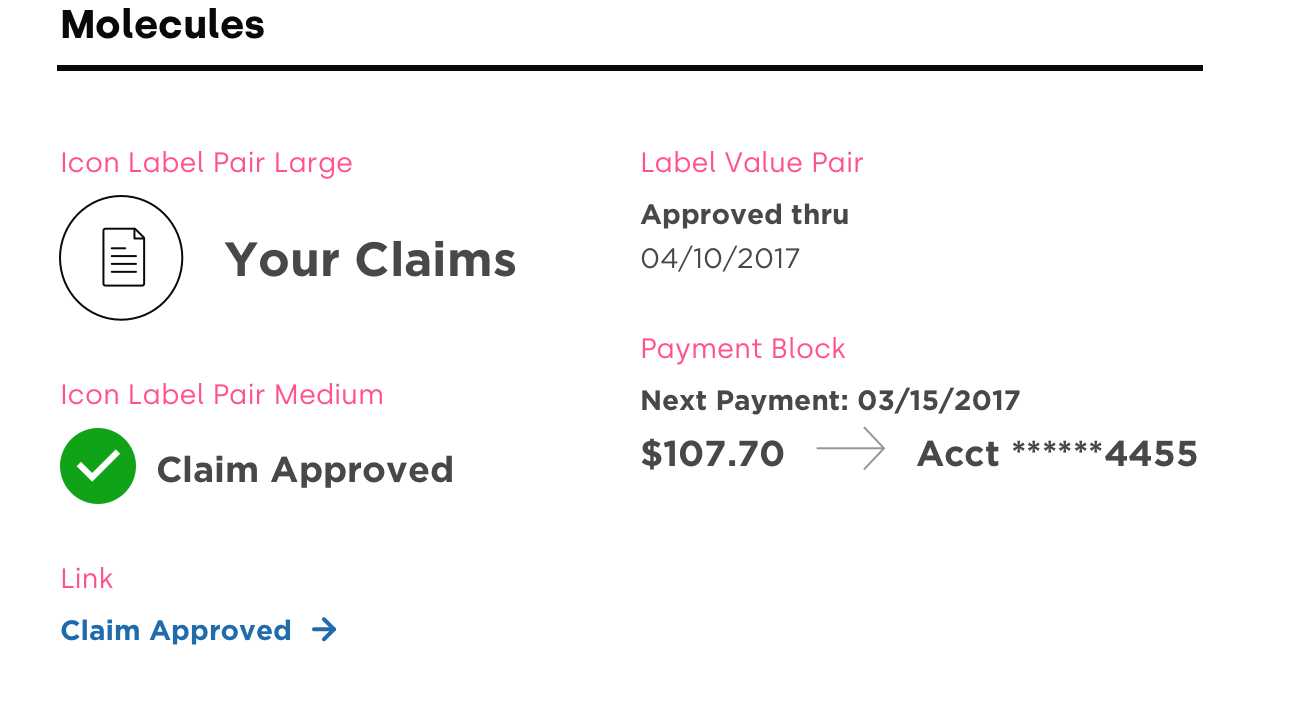 Molecules
Icon Label Pair Large
Your Claims
Icon Label Pair Medium
Claim Approved
Link
Claim Approved
Label Value Pair
Approved thru
04/10/2017
Payment Block
Next Payment: 03/15/2017
$107.70 Acct ******4455